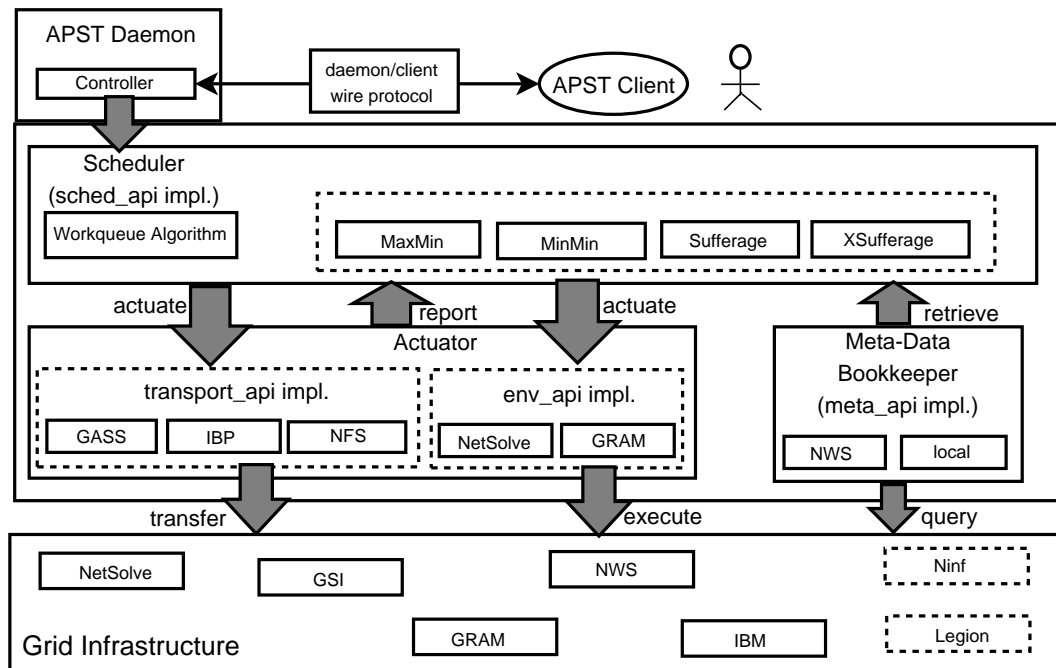 APST Daemon
Controller
daemon/client
wire protocol
APST Client
Scheduler
(sched_api impl.)
Workqueue Algorithm
MaxMin
MinMin
Sufferage
XSufferage
actuate
report
actuate
retrieve
Actuator
transport_api impl.
GASS
IBP
NFS
env_api impl.
NetSolve
GRAM
Meta-Data
Bookkeeper
(meta_api impl.)
NWS
local
transfer
execute
query
NetSolve
GSI
NWS
Ninf
Grid Infrastructure
GRAM
IBM
Legion